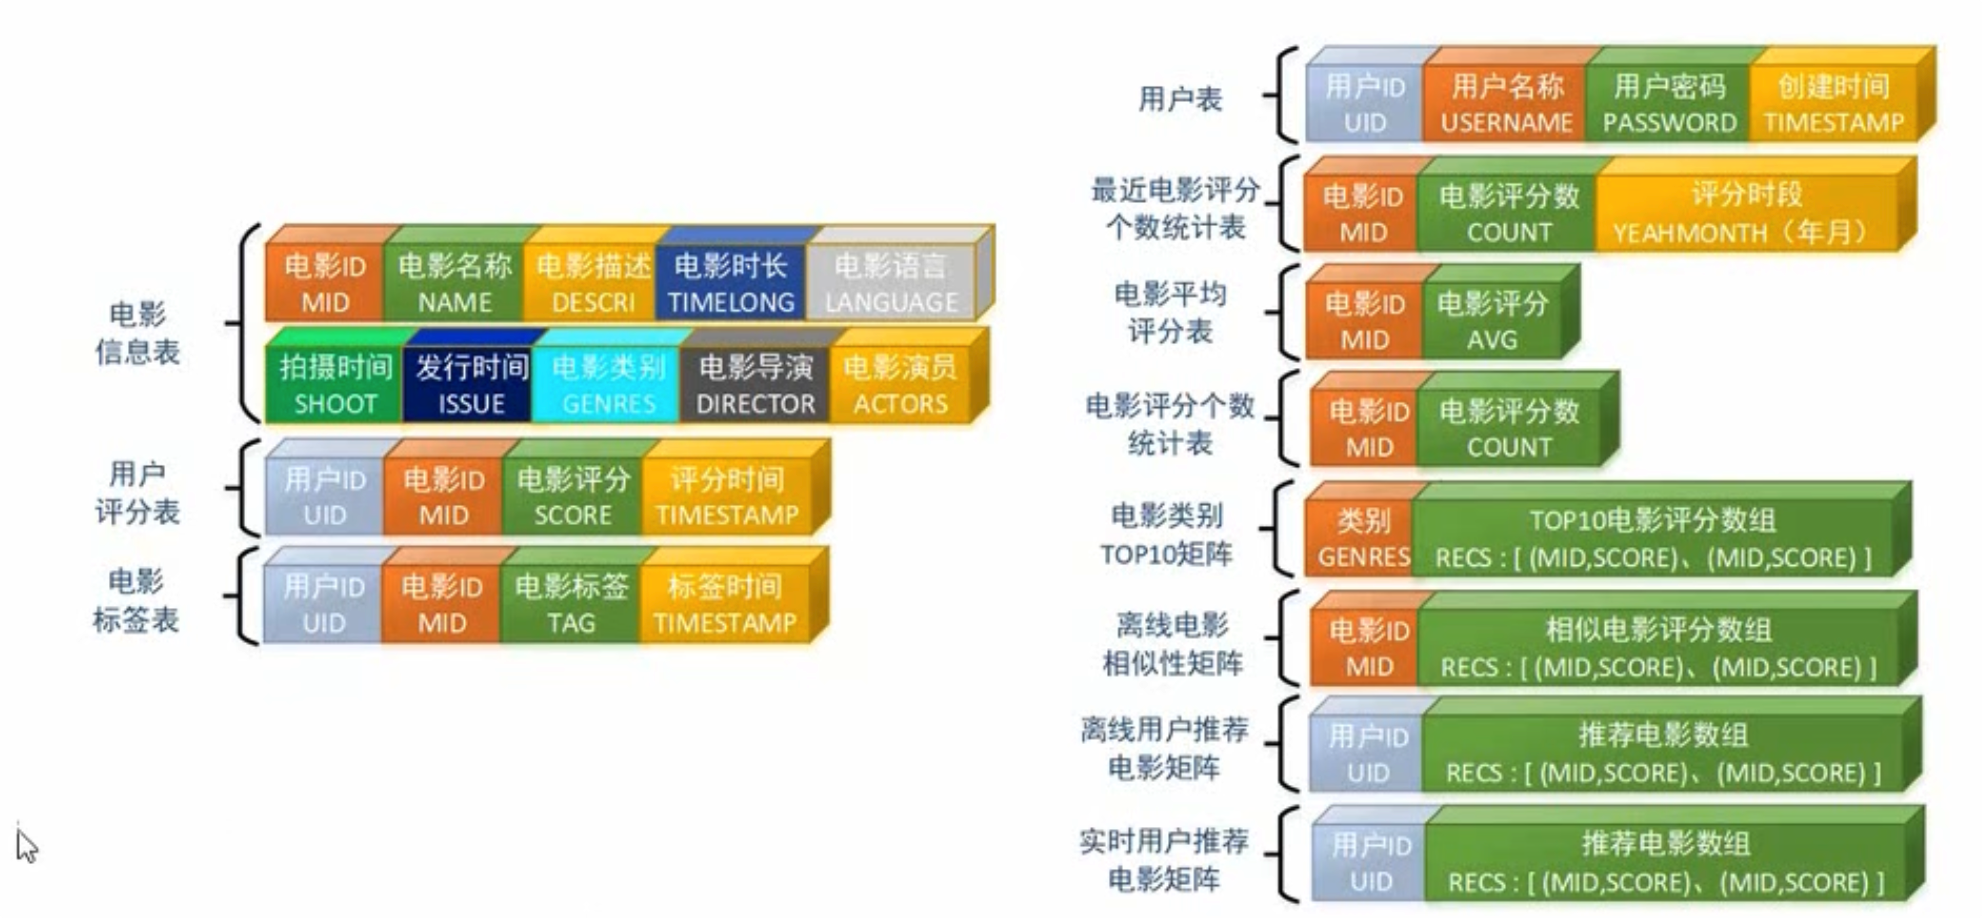 电影
信息表
电影ID 电影名称 电影描述 电影时长 电影语言
MID NAME DESCRI TIMELONG LANGUAGE
拍摄时间 发行时间 电影类别 电影导演 电影演员
SHOOT ISSUE GENRES DIRECTOR ACTORS
用户
评分表
用户ID 电影ID 电影评分 评分时间
UID MID SCORE TIMESTAMP
电影
标签表
用户ID 电影ID 电影标签 标签时间
UID MID TAG TIMESTAMP
用户表
用户ID 用户名称 用户密码 创建时间
UID USERNAME PASSWORD TIMESTAMP
最近电影评分
个数统计表
电影ID 电影评分数 评分时段
MID COUNT YEAHMONTH（年月）
电影平均
评分表
电影ID 电影评分
MID AVG
电影评分个数
统计表
电影ID 电影评分数
MID COUNT
电影类别
TOP10矩阵
类别 TOP10电影评分数组
GENRES RECS : [ (MID,SCORE)、(MID,SCORE) ]
离线电影
相似性矩阵
电影ID 相似电影评分数组
MID RECS : [ (MID,SCORE)、(MID,SCORE) ]
离线用户推荐
电影矩阵
用户ID 推荐电影数组
UID RECS : [ (MID,SCORE)、(MID,SCORE) ]
实时用户推荐
电影矩阵
用户ID 推荐电影数组
UID RECS : [ (MID,SCORE)、(MID,SCORE) ]